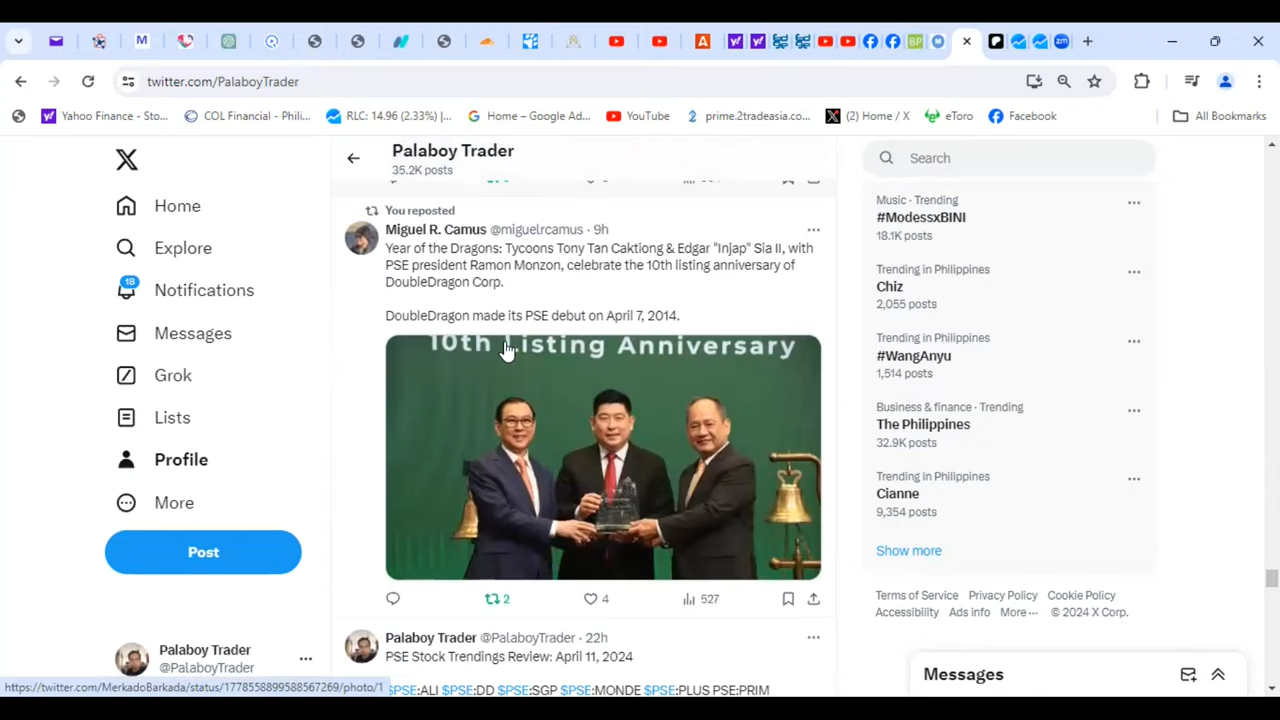 twitter.com/PalaboyTrader
Yahoo Finance - Sto...
COL Financial - Phili...
RLC: 14.96 (2.33%) |...
Home – Google Ad...
YouTube
prime.2tradeasia.co...
(2) Home / X
eToro
Facebook
All Bookmarks
Palaboy Trader
35.2K posts
Home
Explore
18
Notifications
Messages
Grok
Lists
Profile
More
Post
Palaboy Trader
@PalaboyTrader
You reposted
Miguel R. Camus @miguelrcamus · 9h
Year of the Dragons: Tycoons Tony Tan Caktiong & Edgar "Injap" Sia II, with
PSE president Ramon Monzon, celebrate the 10th listing anniversary of
DoubleDragon Corp.
DoubleDragon made its PSE debut on April 7, 2014.
10th Listing Anniversary
2
4
527
Palaboy Trader @PalaboyTrader · 22h
PSE Stock Trendings Review: April 11, 2024
$PSE:ALI $PSE:DD $PSE:SGP $PSE:MONDE $PSE:PLUS PSE:PRIM
Search
Music · Trending
#ModessxBINI
18.1K posts
Trending in Philippines
Chiz
2,055 posts
Trending in Philippines
#WangAnyu
1,514 posts
Business & finance · Trending
The Philippines
32.9K posts
Trending in Philippines
Cianne
9,354 posts
Show more
Terms of Service Privacy Policy Cookie Policy
Accessibility Ads info More ··· © 2024 X Corp.
Messages
https://twitter.com/MerkadoBarkada/status/1778558899588567269/photo/1